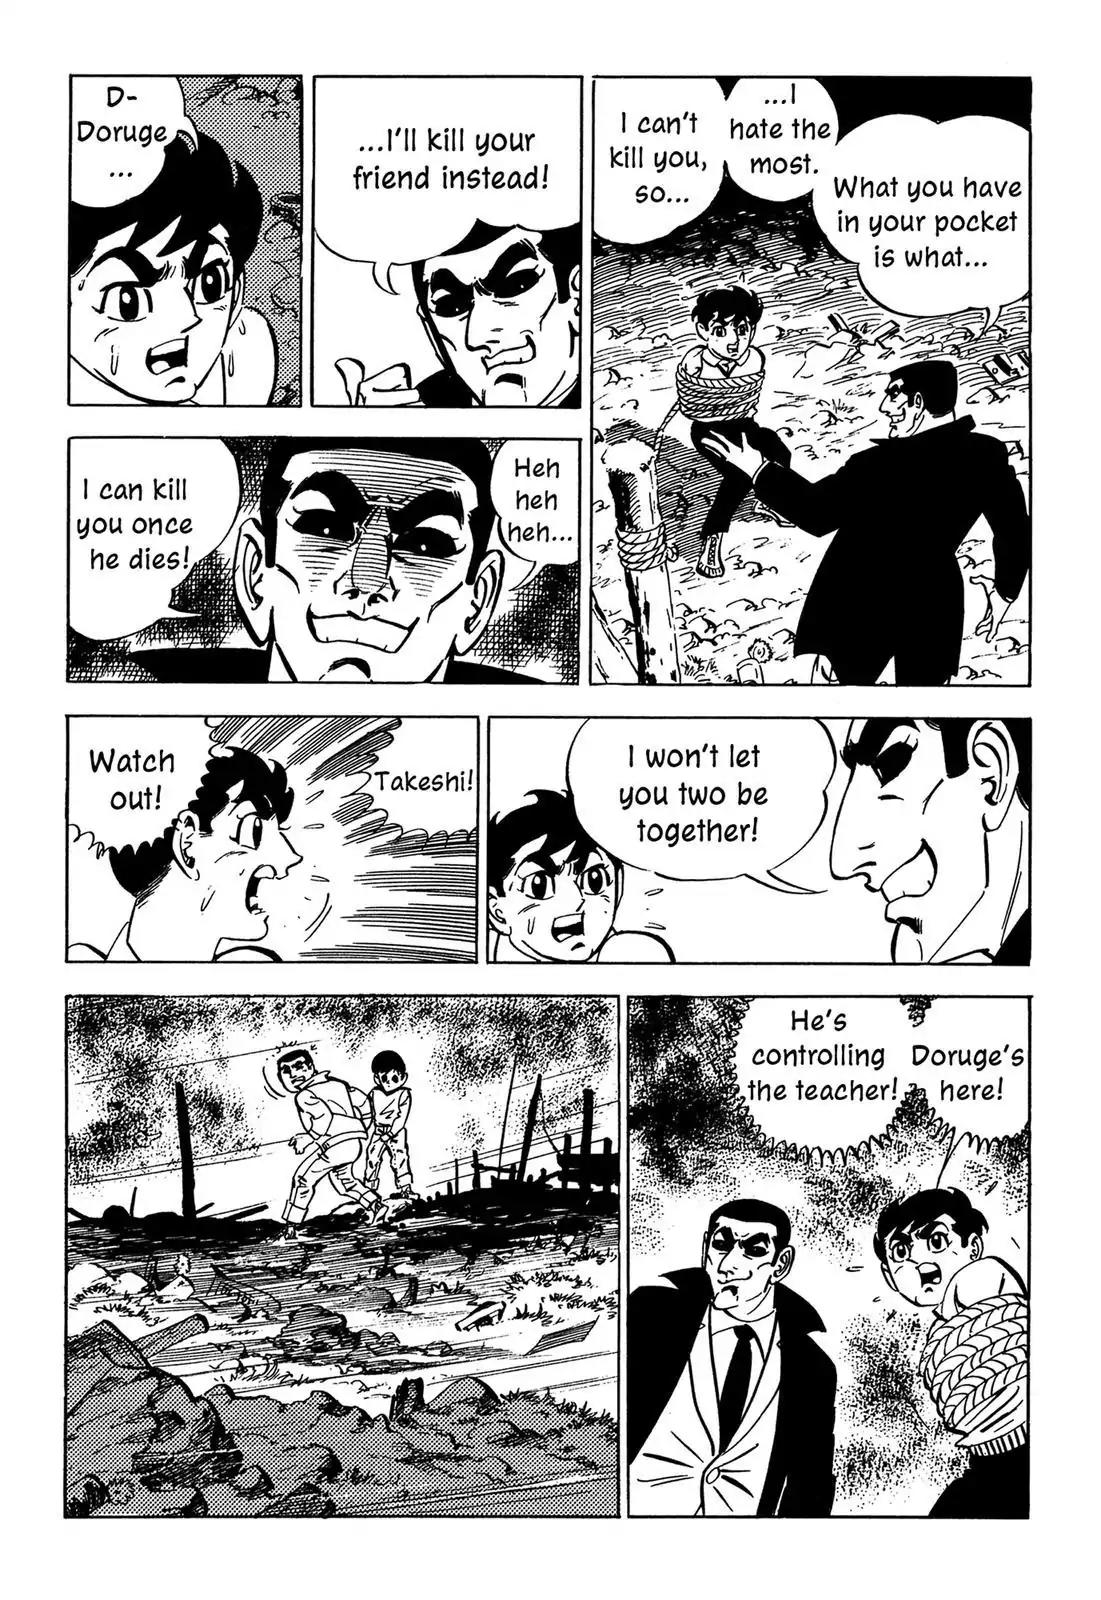 What you have
in your pocket
is what...
...I
hate the
most.
I can't
kill you,
so...
...I'll kill your
friend instead!
D-
Doruge
...
Heh
heh
heh...
I can kill
you once
he dies!
I won't let
you two be
together!
Takeshi!
Watch
out!
Doruge's
here!
He's
controlling
the teacher!